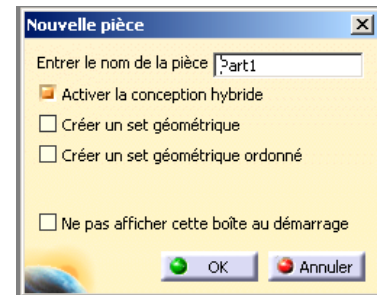 Nouvelle pièce
Entrer le nom de la pièce Part1
Activer la conception hybride
Créer un set géométrique
Créer un set géométrique ordonné
Ne pas afficher cette boîte au démarrage
OK Annuler